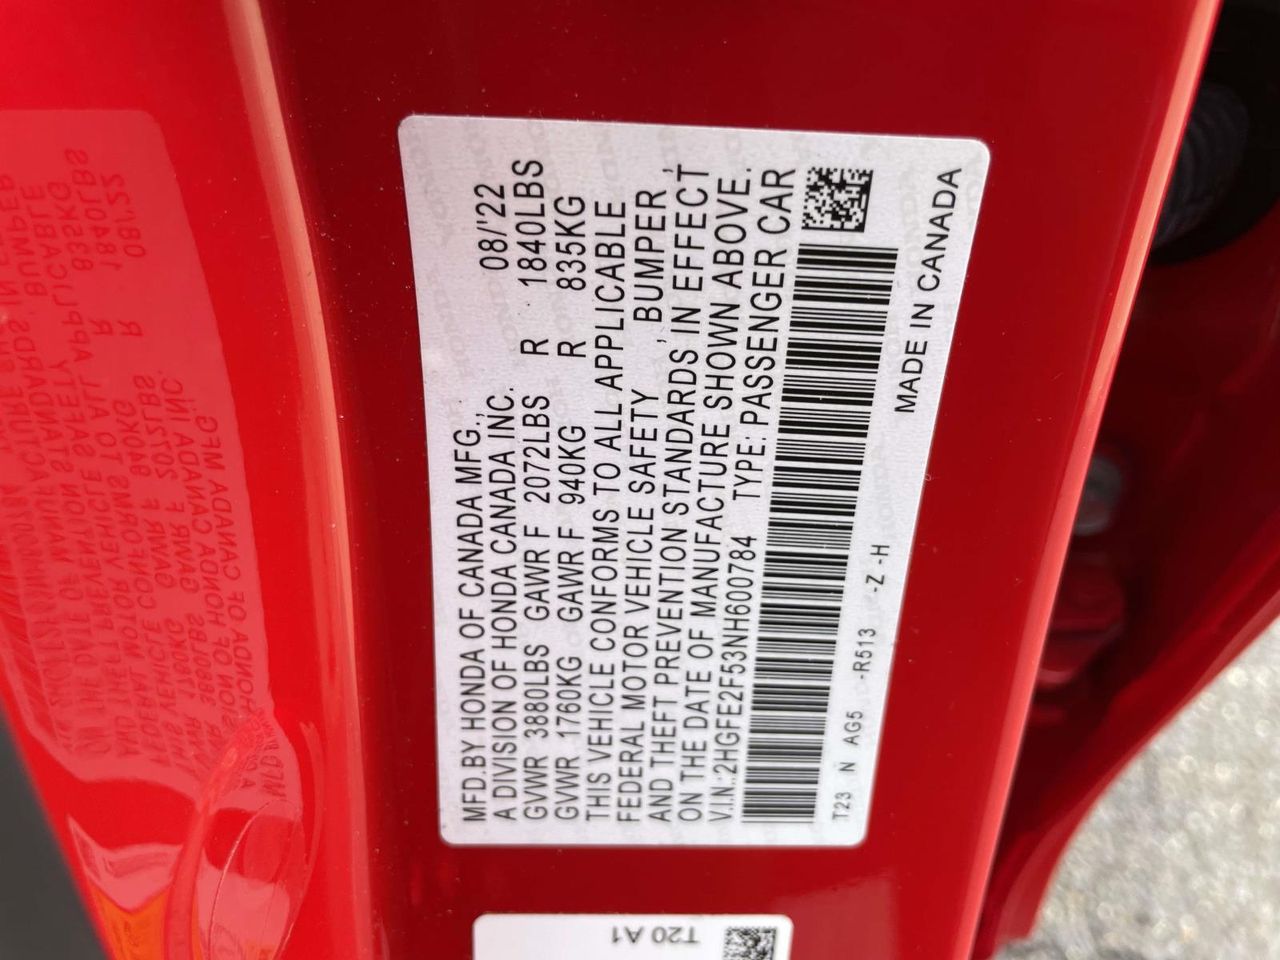 MFD.BY HONDA OF CANADA MFG., 08/'22
A DIVISION OF HONDA CANADA INC.
GVWR 3880LBS GAWR F 2072LBS R 1840LBS
GVWR 1760KG GAWR F 940KG R 835KG
THIS VEHICLE CONFORMS TO ALL APPLICABLE
FEDERAL MOTOR VEHICLE SAFETY , BUMPER ,
AND THEFT PREVENTION STANDARDS IN EFFECT
ON THE DATE OF MANUFACTURE SHOWN ABOVE.
V.I.N.:2HGFE2F53NH600784 TYPE: PASSENGER CAR
T23 N AG5 -R513 -Z -H
MADE IN CANADA
T20 A1